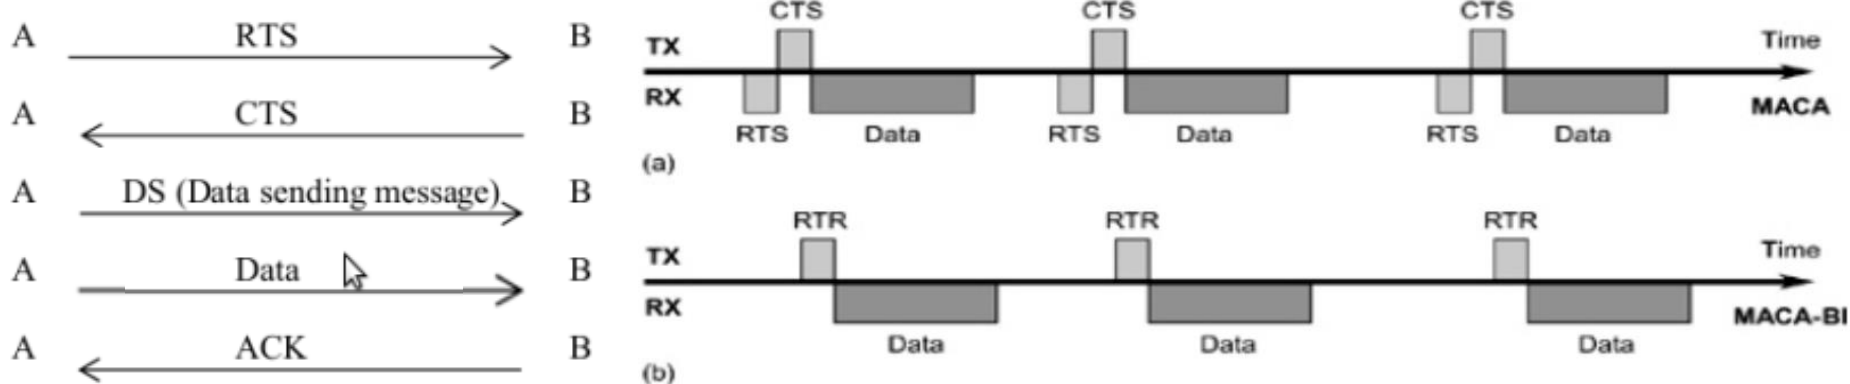 A RTS B
A CTS B
A DS (Data sending message) B
A Data B
A ACK B
CTS CTS CTS
TX Time
RX MACA
RTS Data RTS Data RTS Data
(a)
RTR RTR RTR
TX Time
RX MACA-BI
Data Data Data
(b)